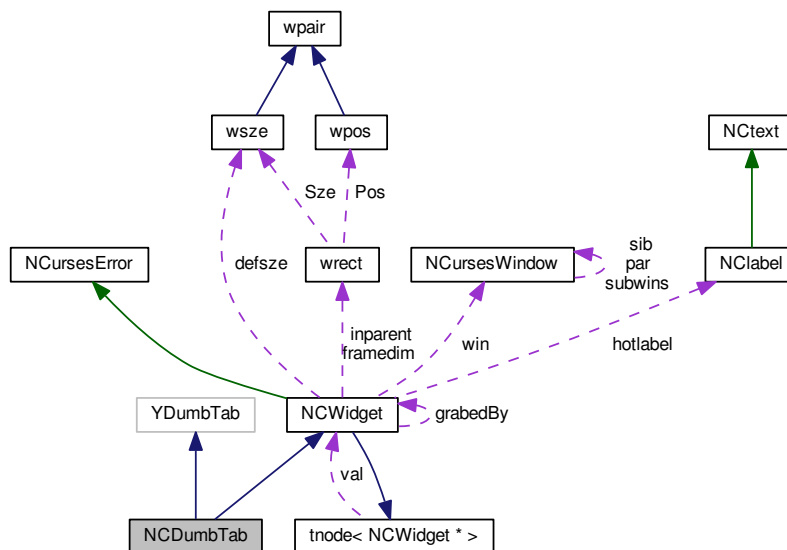 wpair
wsze
wpos
NCtext
Sze
Pos
NCursesError
defsze
wrect
NCursesWindow
sib
par
subwins
NClabel
inparent
framedim
win
hotlabel
YDumbTab
NCWidget
grabedBy
val
NCDumbTab
tnode< NCWidget * >